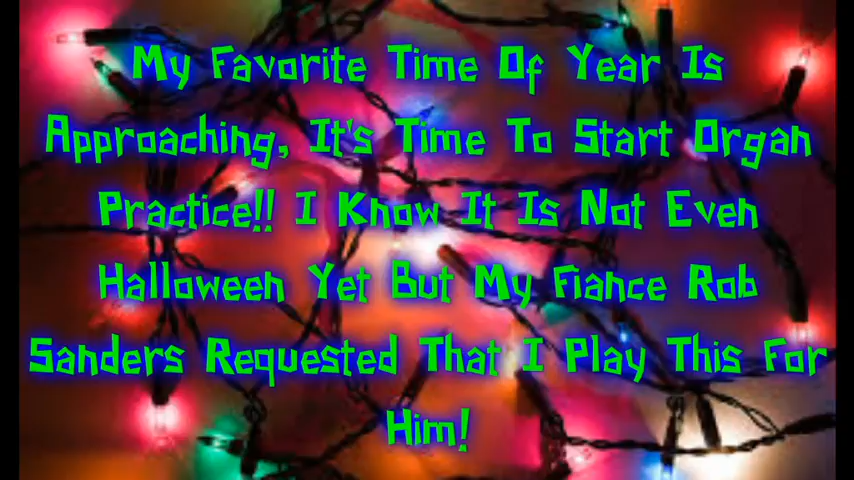 My Favorite Time Of Year Is
Approaching, It's Time To Start Organ
Practice!! I Know It Is Not Even
Halloween Yet But My Fiance Rob
Sanders Requested That I Play This For
Him!